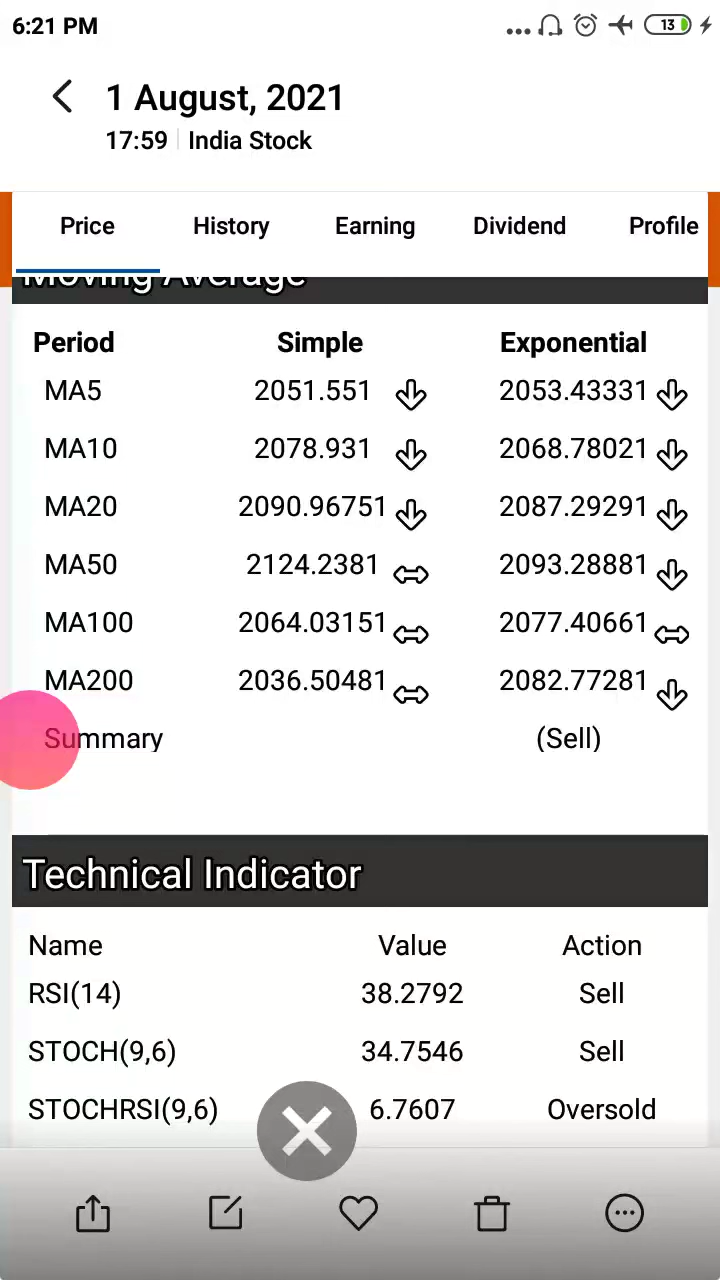 6:21 PM
13
1 August, 2021
17:59 India Stock
Price History Earning Dividend Profile
Moving Average
Period Simple Exponential
MA5 2051.551 2053.43331
MA10 2078.931 2068.78021
MA20 2090.96751 2087.29291
MA50 2124.2381 2093.28881
MA100 2064.03151 2077.40661
MA200 2036.50481 2082.77281
Summary (Sell)
Technical Indicator
Name Value Action
RSI(14) 38.2792 Sell
STOCH(9,6) 34.7546 Sell
STOCHRSI(9,6) 6.7607 Oversold